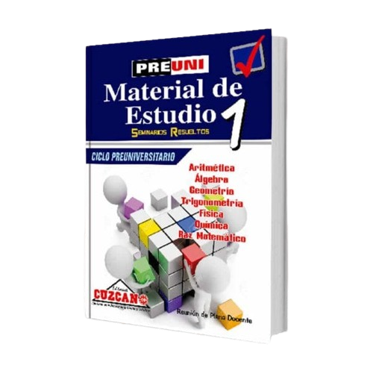 PREUNI
Material de
Estudio 1
SEMINARIOS RESUELTOS
CICLO PREUNIVERSITARIO
Aritmética
Álgebra
Geometría
Trigonometría
Física
Química
Raz. Matemático
CUZCANO
Reunión de Plana Docente